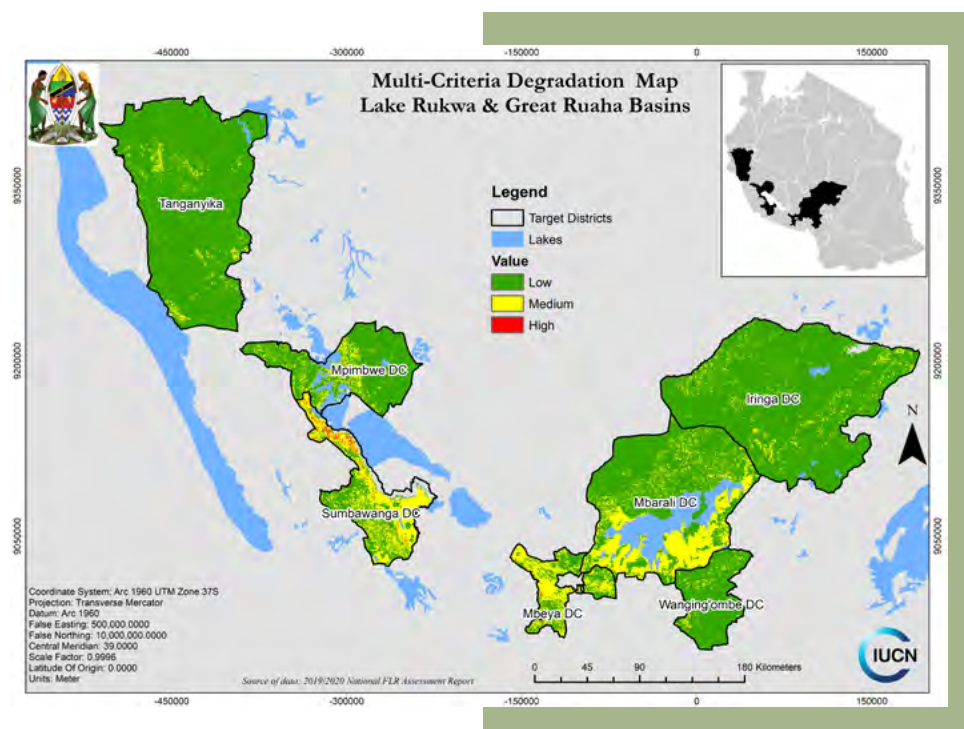 -450000
-300000
-150000
0
150000
Multi-Criteria Degradation Map
Lake Rukwa & Great Ruaha Basins
9350000
9350000
Tanganyika
Legend
Target Districts
Lakes
Value
Low
Medium
High
9200000
9200000
Mpimbwe DC
Iringa DC
N
Mbarali DC
Sumbawanga DC
9050000
9050000
Coordinate System: Arc 1960 UTM Zone 37S
Projection: Transverse Mercator
Datum: Arc 1960
False Easting: 500,000.0000
False Northing: 10,000,000.0000
Central Meridian: 39.0000
Scale Factor: 0.9996
Latitude Of Origin: 0.0000
Units: Meter
Mbeya DC
Wanging'ombe DC
IUCN
0 45 90 180 Kilometers
Source of data: 2019/2020 National FLR Assessment Report
-450000
-300000
-150000
0
150000